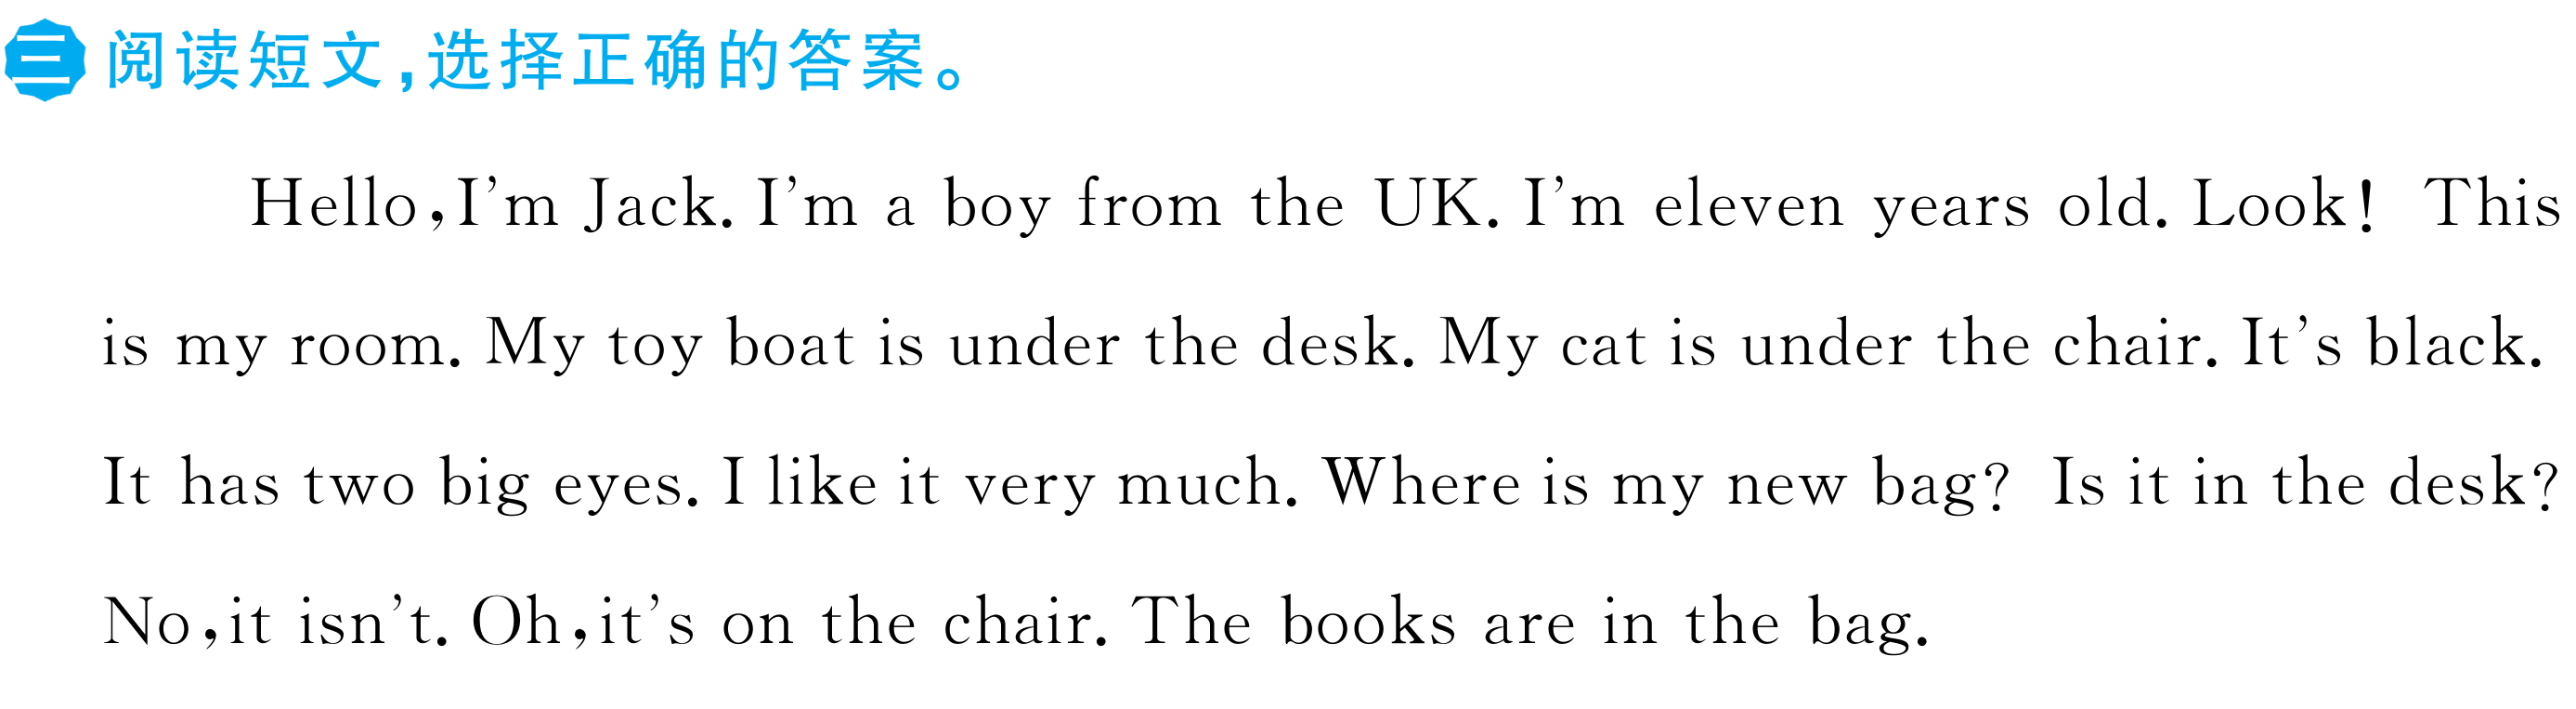 三 阅读短文,选择正确的答案。
Hello,I'm Jack. I'm a boy from the UK. I'm eleven years old. Look! This
is my room. My toy boat is under the desk. My cat is under the chair. It's black.
It has two big eyes. I like it very much. Where is my new bag? Is it in the desk?
No,it isn't. Oh,it's on the chair. The books are in the bag.